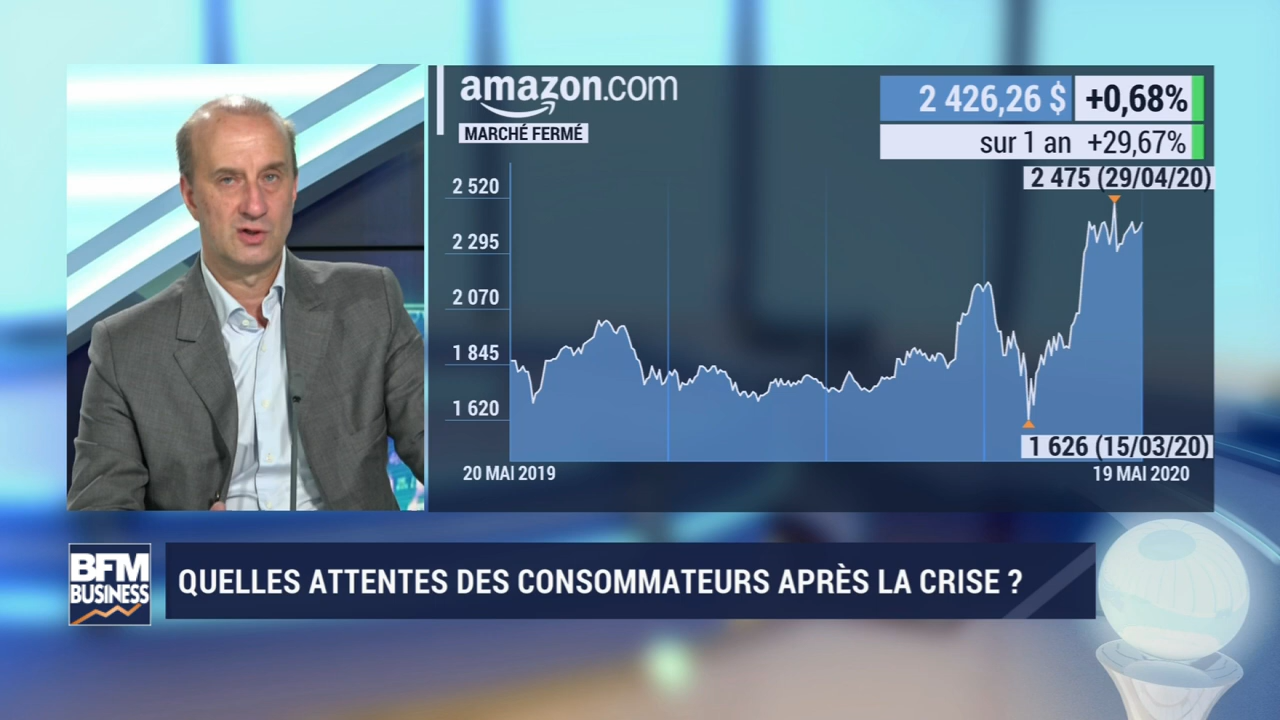 amazon.com
MARCHÉ FERMÉ
2 426,26 $ +0,68%
sur 1 an +29,67%
2 475 (29/04/20)
2 520
2 295
2 070
1 845
1 620
1 626 (15/03/20)
20 MAI 2019
19 MAI 2020
BFM
BUSINESS
QUELLES ATTENTES DES CONSOMMATEURS APRÈS LA CRISE ?